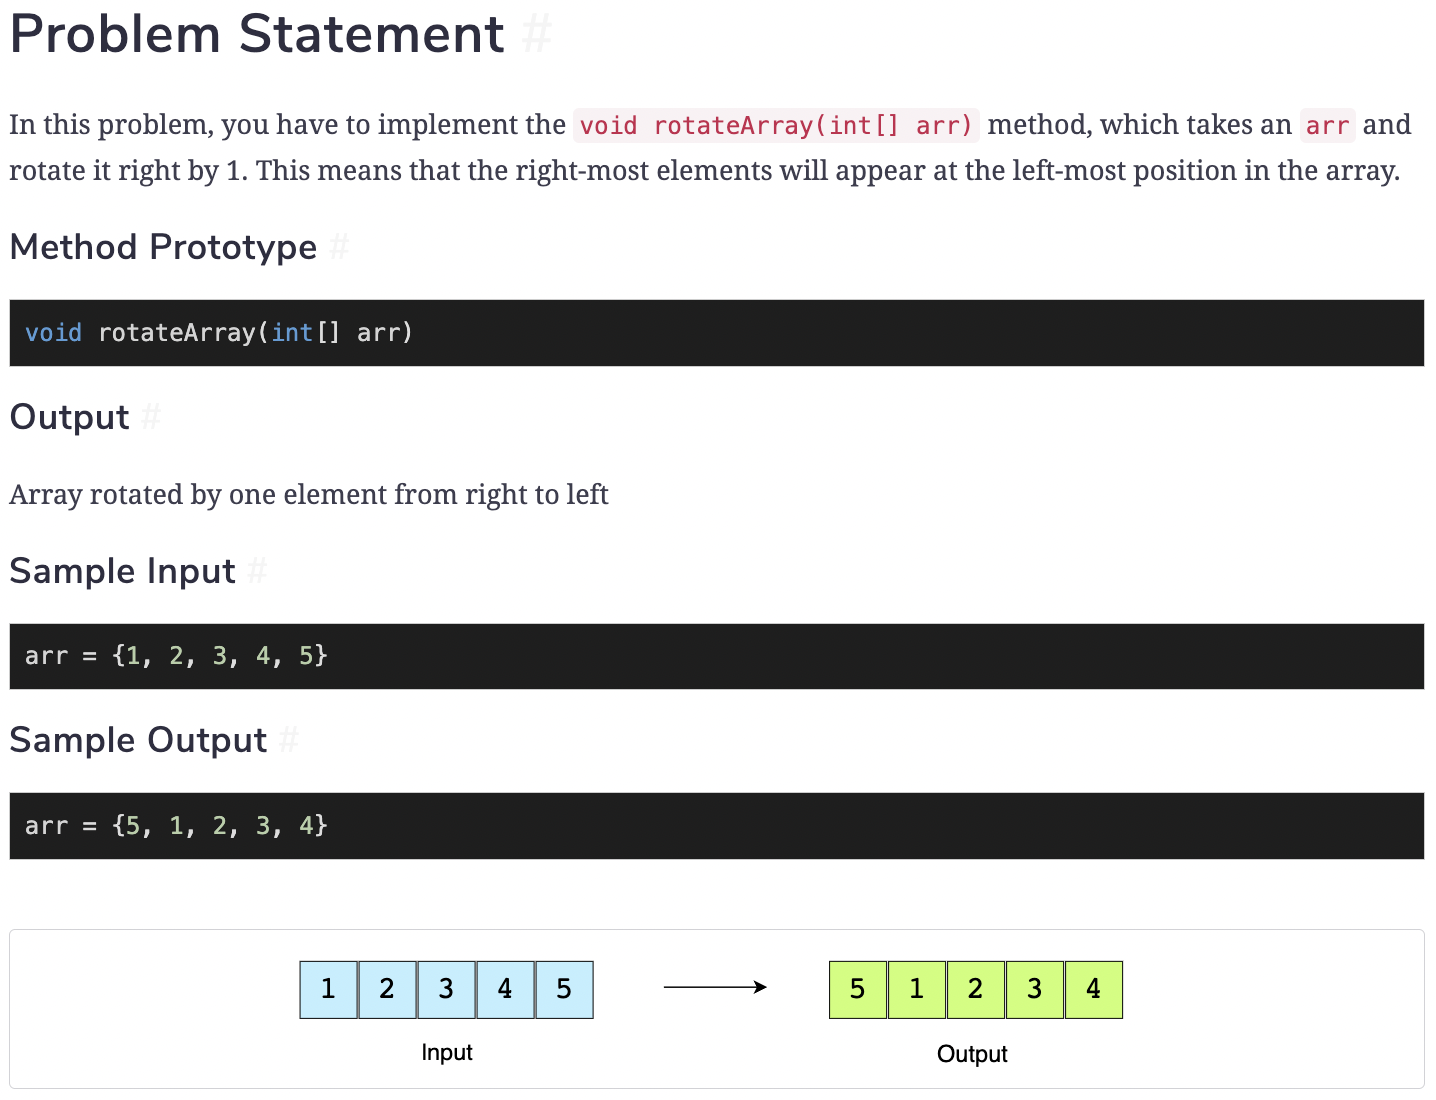 Problem Statement #
In this problem, you have to implement the void rotateArray(int[] arr) method, which takes an arr and
rotate it right by 1. This means that the right-most elements will appear at the left-most position in the array.
Method Prototype #
void rotateArray(int[] arr)
Output #
Array rotated by one element from right to left
Sample Input #
arr = {1, 2, 3, 4, 5}
Sample Output #
arr = {5, 1, 2, 3, 4}
1 2 3 4 5 5 1 2 3 4
Input Output